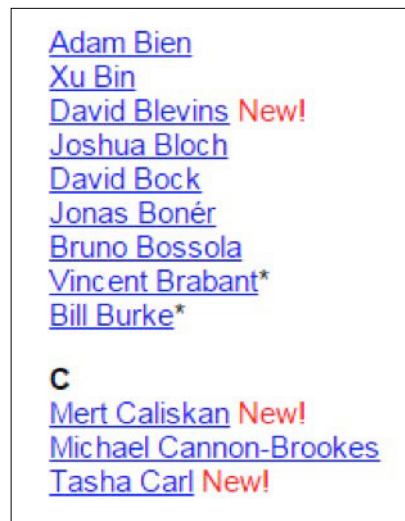 Adam Bien
Xu Bin
David Blevins New!
Joshua Bloch
David Bock
Jonas Bonér
Bruno Bossola
Vincent Brabant*
Bill Burke*
C
Mert Caliskan New!
Michael Cannon-Brookes
Tasha Carl New!